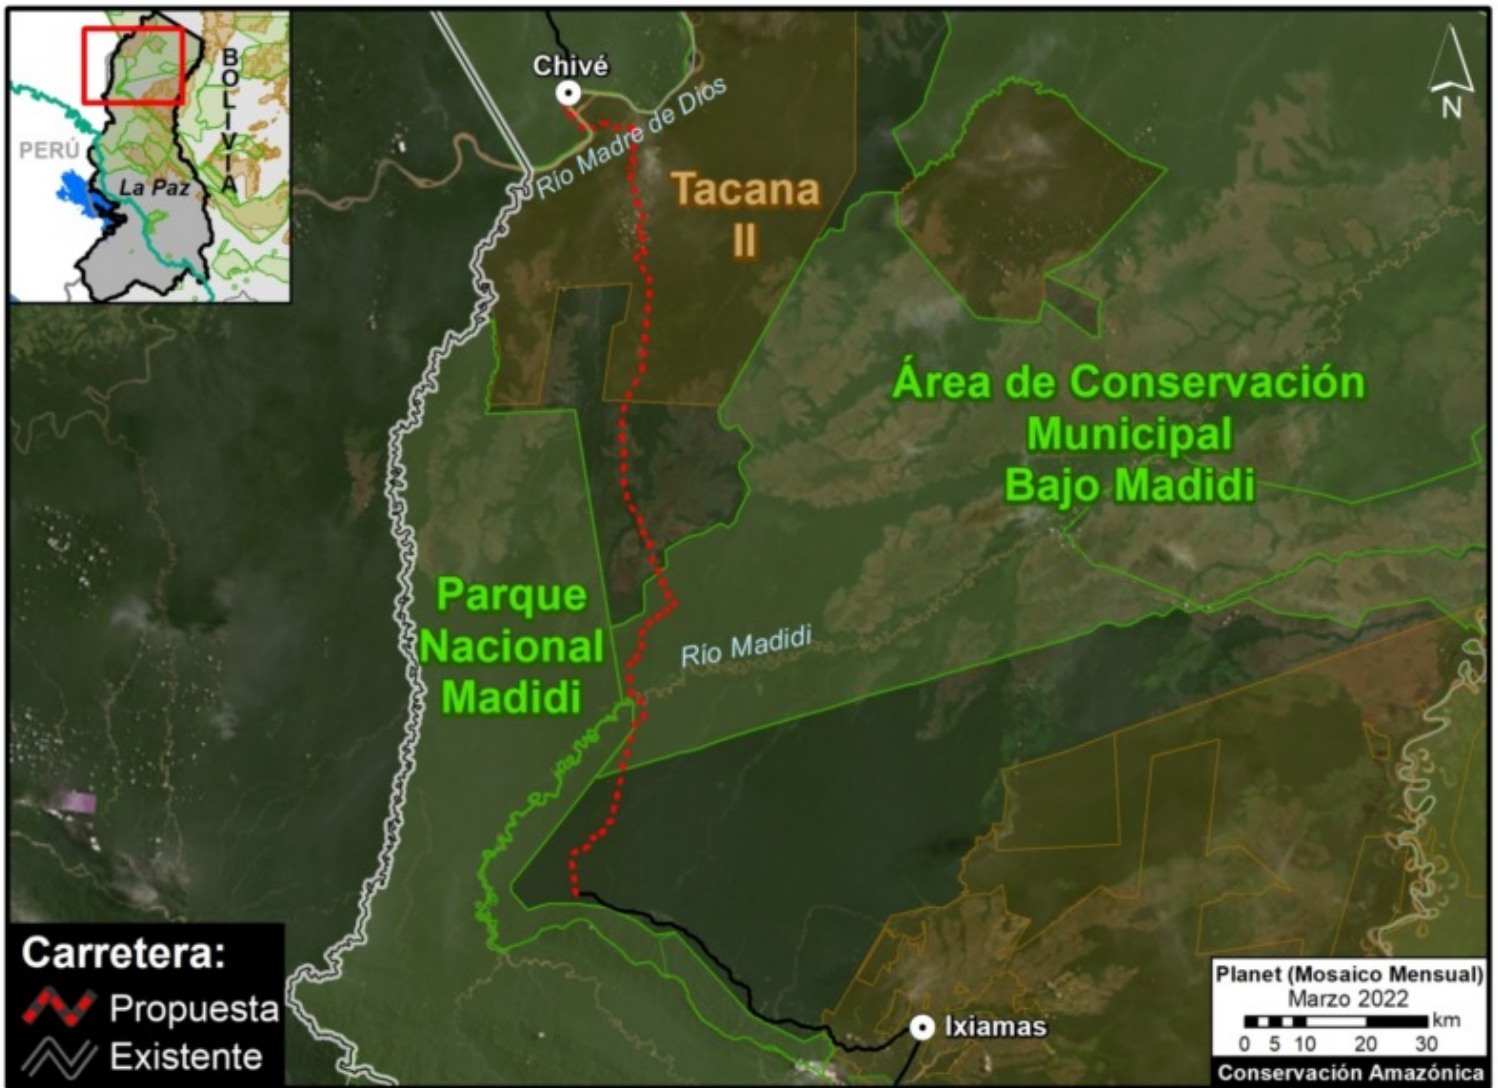 PERÚ
BOLIVIA
La Paz
Chivé
Río Madre de Dios
N
Tacana
II
Área de Conservación
Municipal
Bajo Madidi
Parque
Nacional
Madidi
Río Madidi
Ixiamas
Carretera:
Propuesta
Existente
Planet (Mosaico Mensual)
Marzo 2022
km
0 5 10 20 30
Conservación Amazónica